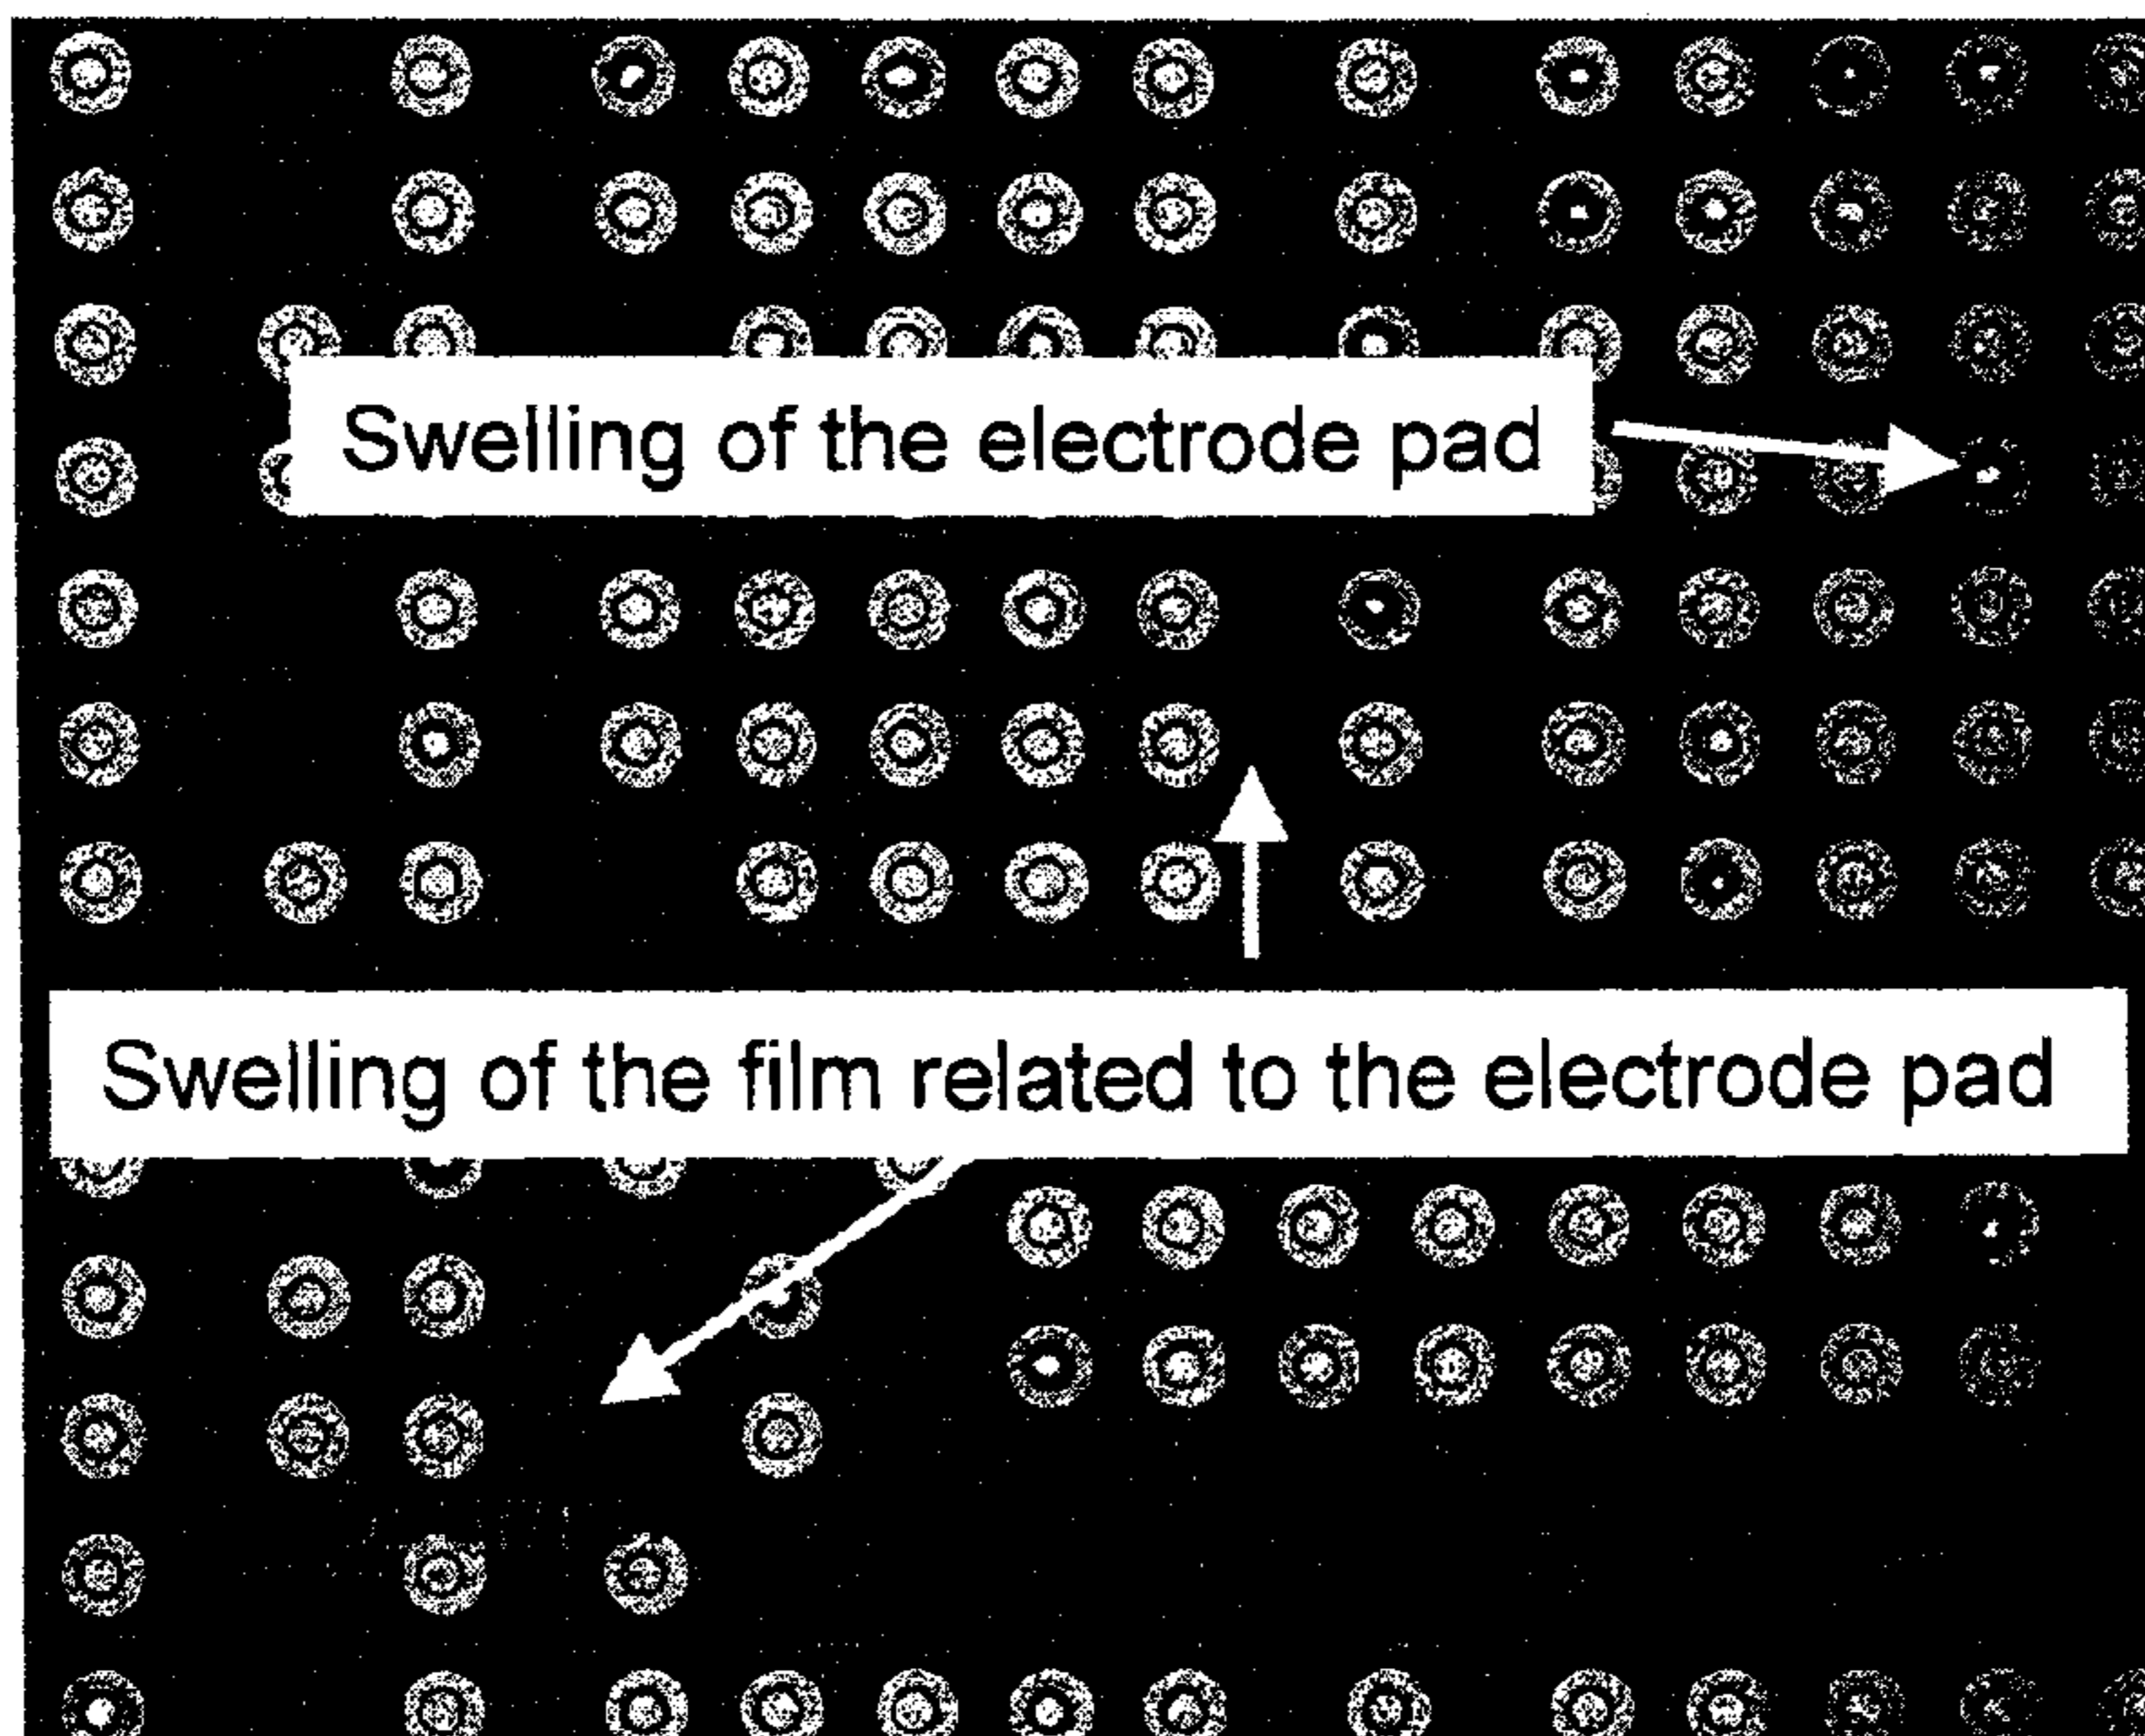 Swelling of the electrode pad
Swelling of the film related to the electrode pad